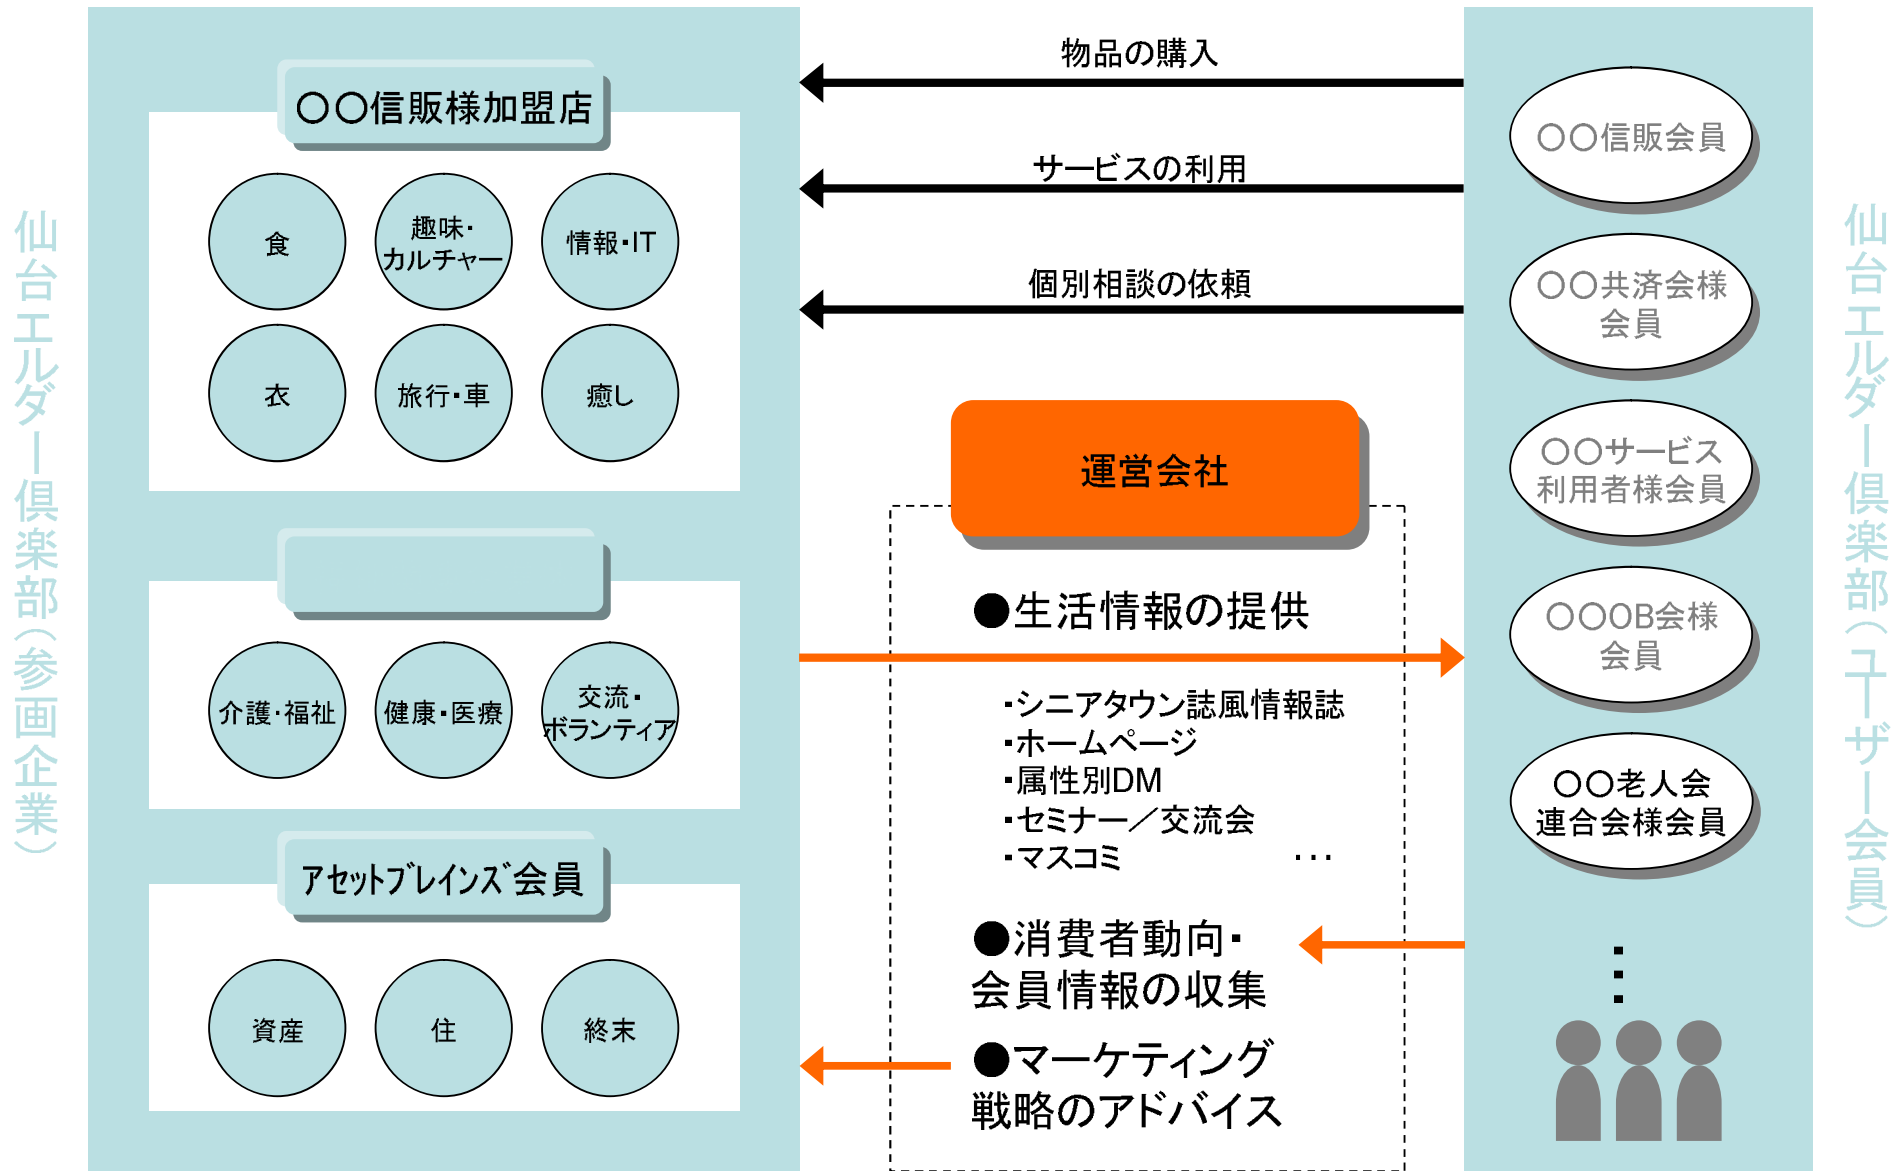 仙台エルダー倶楽部（参画企業）
〇〇信販様加盟店
食
趣味・
カルチャー
情報・IT
衣
旅行・車
癒し
介護・福祉
健康・医療
交流・
ボランティア
アセットブレインズ会員
資産
住
終末
物品の購入
サービスの利用
個別相談の依頼
運営会社
●生活情報の提供
・シニアタウン誌風情報誌
・ホームページ
・属性別DM
・セミナー／交流会
・マスコミ …
●消費者動向・
会員情報の収集
●マーケティング
戦略のアドバイス
〇〇信販会員
〇〇共済会様
会員
〇〇サービス
利用者様会員
〇〇OB会様
会員
〇〇老人会
連合会様会員
⋮
仙台エルダー倶楽部（ユーザー会員）